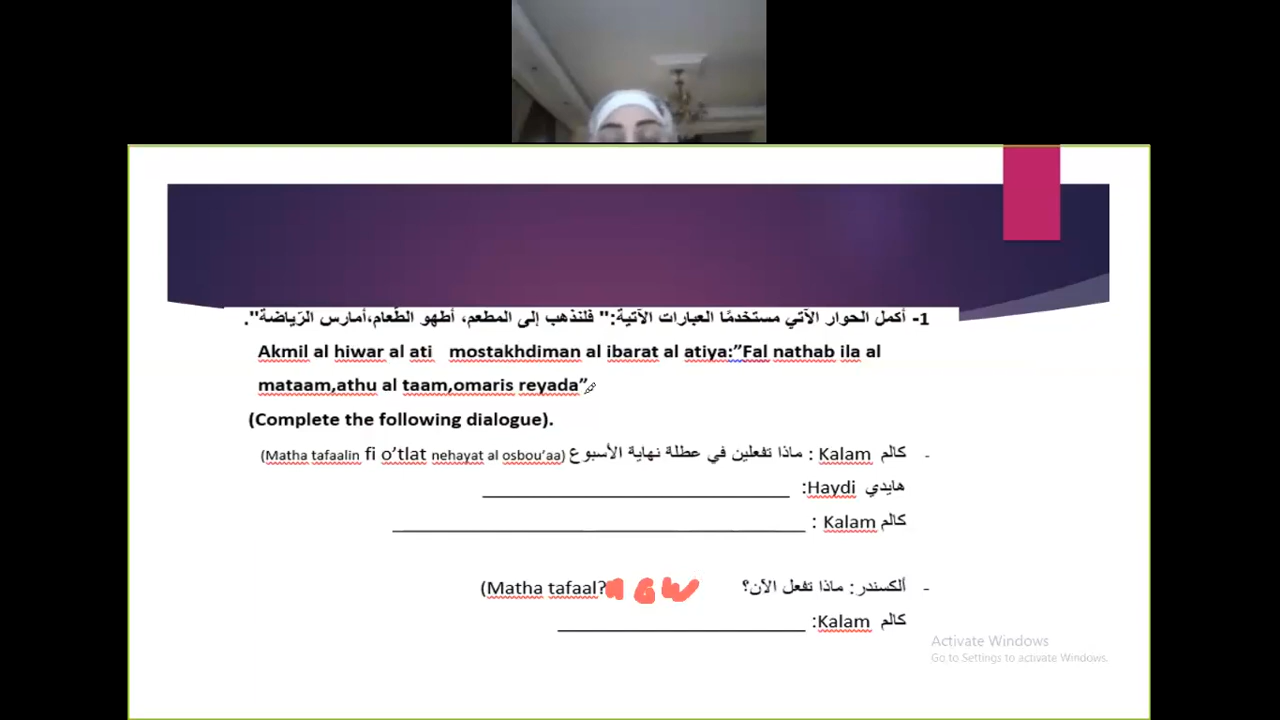 1- أكمل الحوار الآتي مستخدمًا العبارات الآتية:" فلنذهب إلى المطعم، أطهو الطّعام،أمارس الرّياضة".
Akmil al hiwar al ati mostakhdiman al ibarat al atiya:”Fal nathab ila al
mataam,athu al taam,omaris reyada”
(Complete the following dialogue).
- كالم Kalam : ماذا تفعلين في عطلة نهاية الأسبوع (Matha tafaalin fi o’tlat nehayat al osbou’aa)
هايدي Haydi: ______________________________
كالم Kalam : ________________________________________
- ألكسندر: ماذا تفعل الآن؟ (Matha tafaal?
كالم Kalam: ________________________
Activate Windows
Go to Settings to activate Windows.